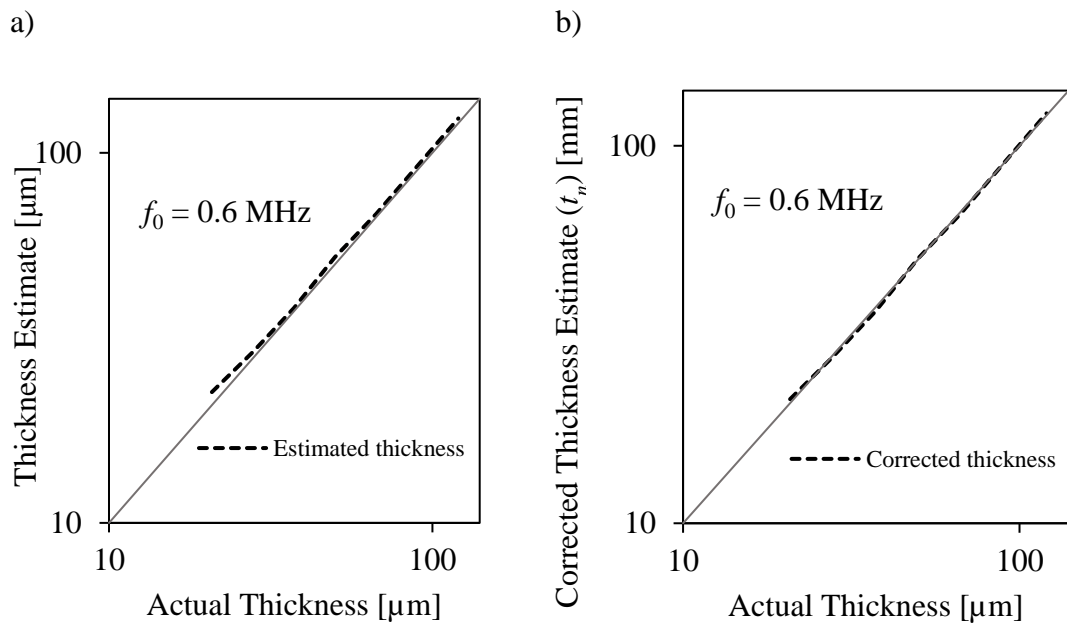 a)
Thickness Estimate [µm]
100
10
f₀ = 0.6 MHz
Estimated thickness
10 100
Actual Thickness [µm]
b)
Corrected Thickness Estimate (tₙ) [mm]
100
10
f₀ = 0.6 MHz
Corrected thickness
10 100
Actual Thickness [µm]